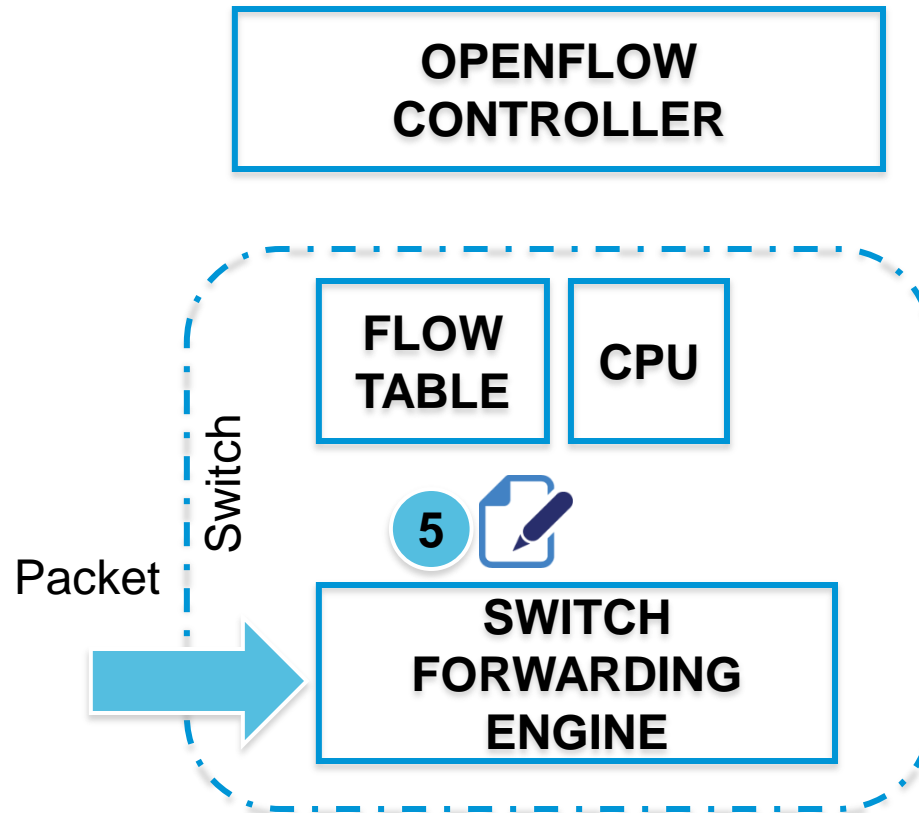 OPENFLOW
CONTROLLER
FLOW
TABLE
CPU
Switch
5
Packet
SWITCH
FORWARDING
ENGINE